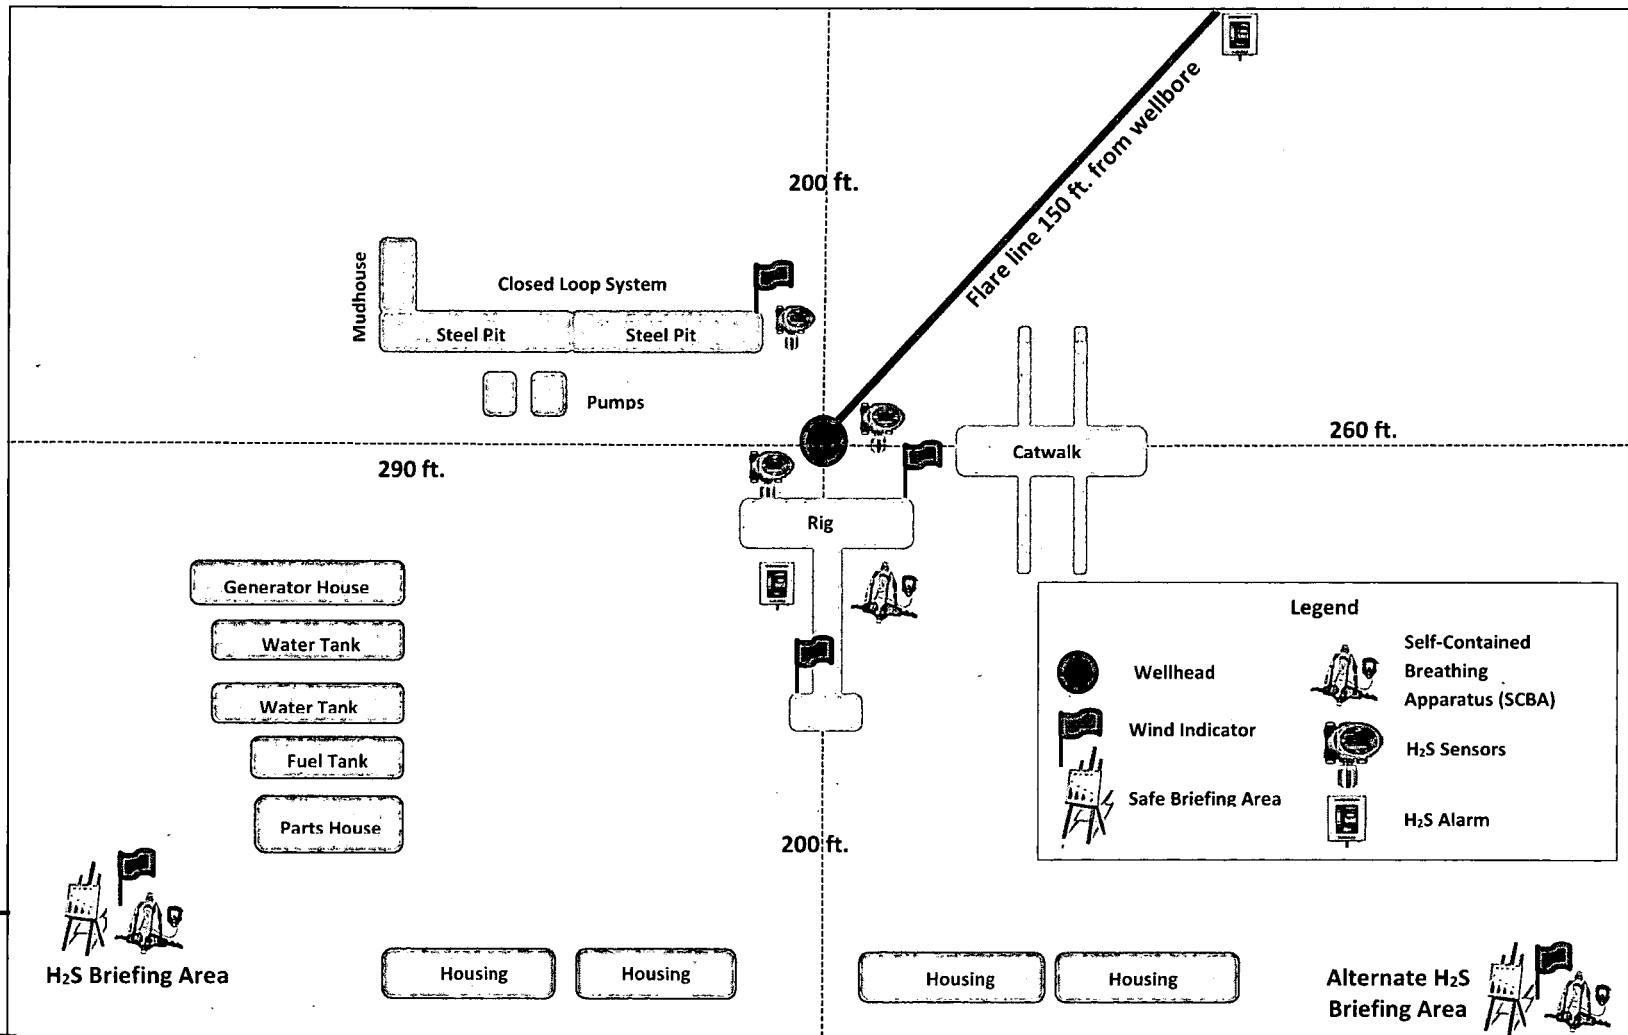 200 ft.
Flare line 150 ft. from wellbore
Mudhouse
Closed Loop System
Steel Pit
Steel Pit
Pumps
290 ft.
260 ft.
Catwalk
Rig
Generator House
Water Tank
Water Tank
Fuel Tank
Parts House
Legend
Wellhead
Wind Indicator
Safe Briefing Area
Self-Contained
Breathing
Apparatus (SCBA)
H₂S Sensors
H₂S Alarm
200 ft.
H₂S Briefing Area
Housing
Housing
Housing
Housing
Alternate H₂S
Briefing Area